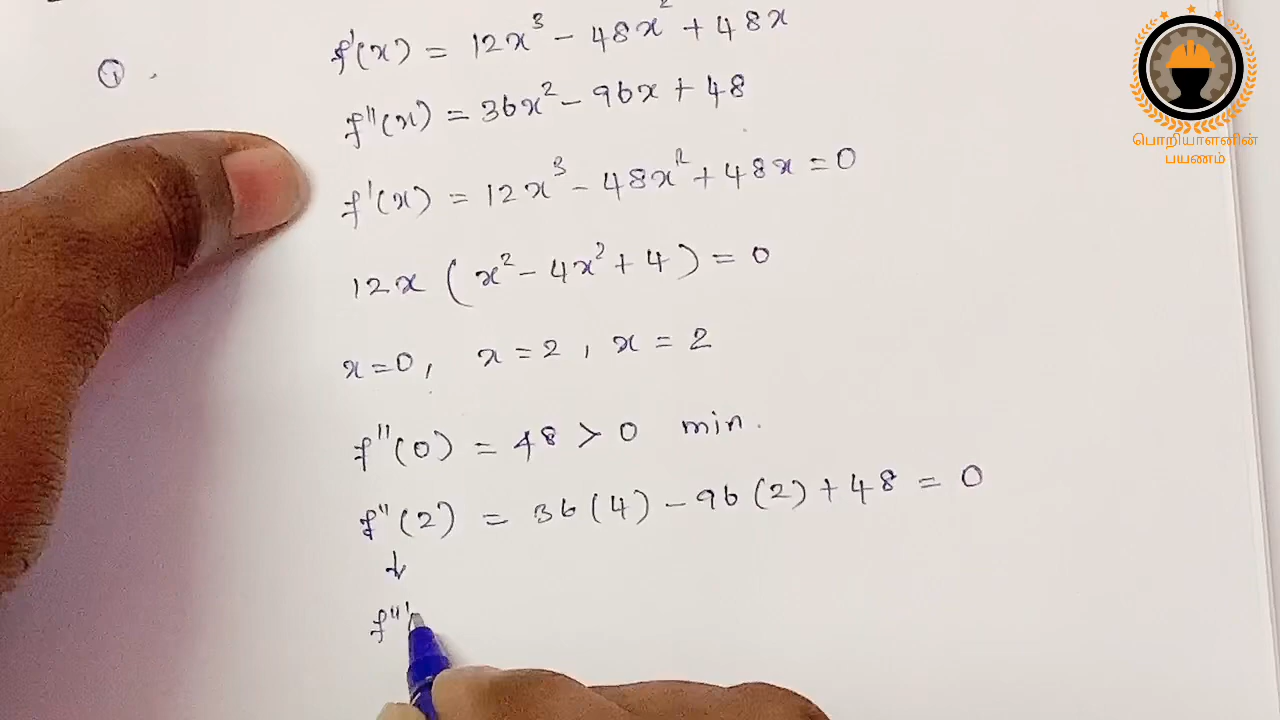 f'(x) = 12x³ - 48x² + 48x
①.
f''(x) = 36x² - 96x + 48
f'(x) = 12x³ - 48x² + 48x = 0
12x (x² - 4x² + 4) = 0
x = 0, x = 2, x = 2
f''(0) = 48 > 0 min.
f''(2) = 36(4) - 96(2) + 48 = 0
↓
f'''(
பொறியாளனின்
பயணம்